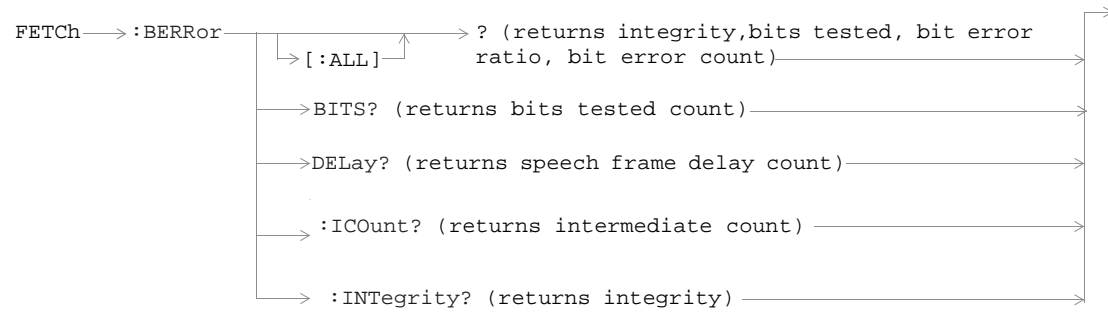 FETCh :BERRor ? (returns integrity,bits tested, bit error
[:ALL] ratio, bit error count)
BITS? (returns bits tested count)
DELay? (returns speech frame delay count)
:ICOunt? (returns intermediate count)
:INTegrity? (returns integrity)